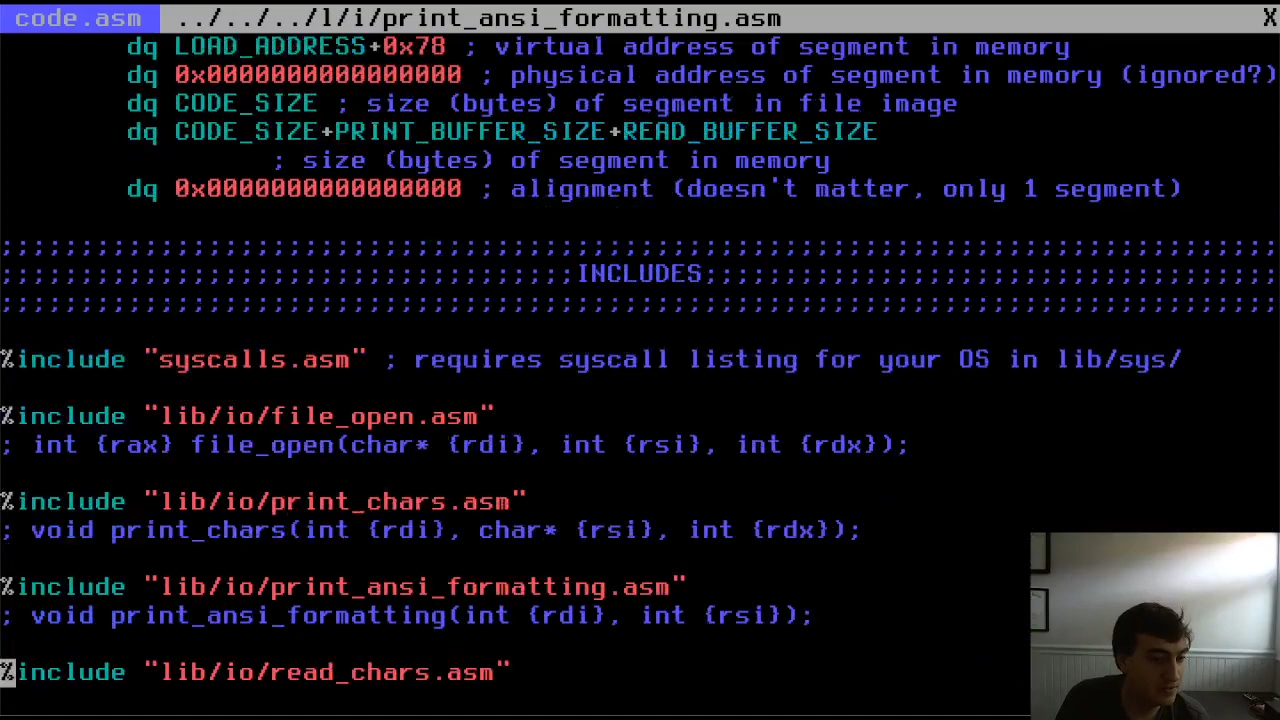 code.asm ../../../l/i/print_ansi_formatting.asm X
dq LOAD_ADDRESS+0x78 ; virtual address of segment in memory
dq 0x0000000000000000 ; physical address of segment in memory (ignored?)
dq CODE_SIZE ; size (bytes) of segment in file image
dq CODE_SIZE+PRINT_BUFFER_SIZE+READ_BUFFER_SIZE
; size (bytes) of segment in memory
dq 0x0000000000000000 ; alignment (doesn't matter, only 1 segment)
;;;;;;;;;;;;;;;;;;;;;;;;;;;;;;;;;;;;;;;;;;;;;;;;;;;;;;;;;;;;;;;;;;;;;;;;;;;;;;;;
;;;;;;;;;;;;;;;;;;;;;;;;;;;;;;;;;;;;INCLUDES;;;;;;;;;;;;;;;;;;;;;;;;;;;;;;;;;;;;
;;;;;;;;;;;;;;;;;;;;;;;;;;;;;;;;;;;;;;;;;;;;;;;;;;;;;;;;;;;;;;;;;;;;;;;;;;;;;;;;
%include "syscalls.asm" ; requires syscall listing for your OS in lib/sys/
%include "lib/io/file_open.asm"
; int {rax} file_open(char* {rdi}, int {rsi}, int {rdx});
%include "lib/io/print_chars.asm"
; void print_chars(int {rdi}, char* {rsi}, int {rdx});
%include "lib/io/print_ansi_formatting.asm"
; void print_ansi_formatting(int {rdi}, int {rsi});
%include "lib/io/read_chars.asm"